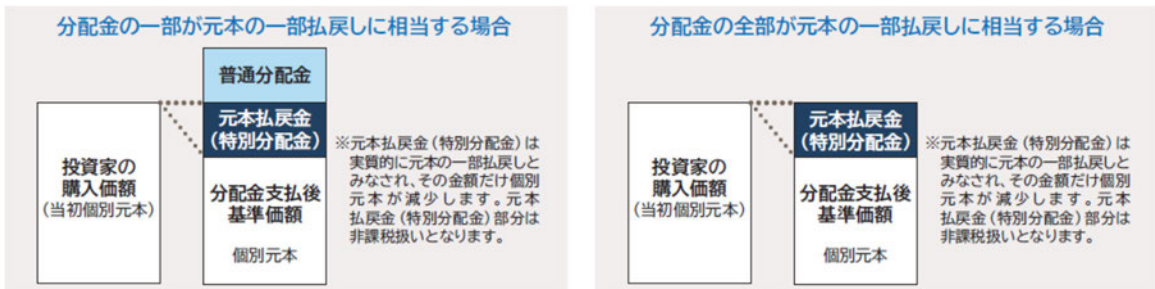 分配金の一部が元本の一部払戻しに相当する場合
普通分配金
元本払戻金
(特別分配金)
投資家の
購入価額
(当初個別元本)
分配金支払後
基準価額
個別元本
※元本払戻金(特別分配金)は
実質的に元本の一部払戻しと
みなされ、その金額だけ個別
元本が減少します。元本
払戻金(特別分配金)部分は
非課税扱いとなります。
分配金の全部が元本の一部払戻しに相当する場合
元本払戻金
(特別分配金)
投資家の
購入価額
(当初個別元本)
分配金支払後
基準価額
個別元本
※元本払戻金(特別分配金)は
実質的に元本の一部払戻しと
みなされ、その金額だけ個別
元本が減少します。元本
払戻金(特別分配金)部分は
非課税扱いとなります。